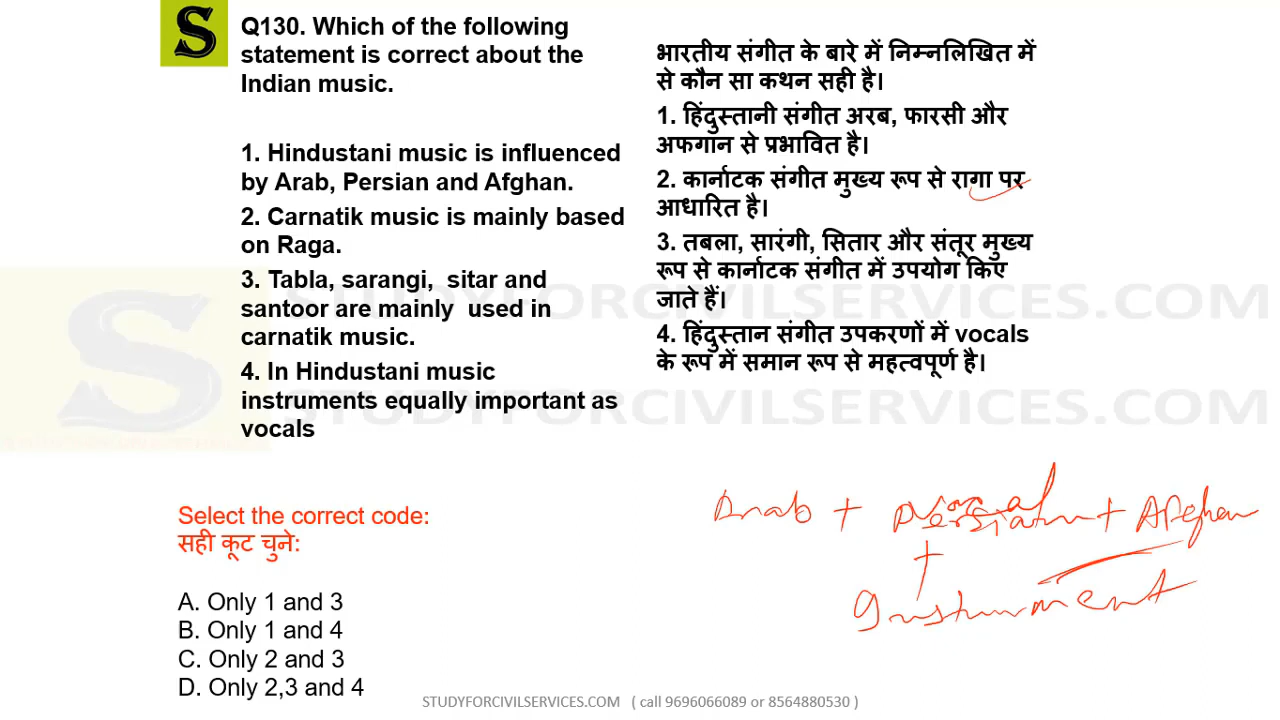 S
Q130. Which of the following
statement is correct about the
Indian music.
1. Hindustani music is influenced
by Arab, Persian and Afghan.
2. Carnatik music is mainly based
on Raga.
3. Tabla, sarangi, sitar and
santoor are mainly used in
carnatik music.
4. In Hindustani music
instruments equally important as
vocals
भारतीय संगीत के बारे में निम्नलिखित में
से कौन सा कथन सही है।
1. हिंदुस्तानी संगीत अरब, फारसी और
अफगान से प्रभावित है।
2. कार्नाटक संगीत मुख्य रूप से रागा पर
आधारित है।
3. तबला, सारंगी, सितार और संतूर मुख्य
रूप से कार्नाटक संगीत में उपयोग किए
जाते हैं।
4. हिंदुस्तान संगीत उपकरणों में vocals
के रूप में समान रूप से महत्वपूर्ण है।
S
STUDYFORCIVILSERVICES.COM
STUDYFORCIVILSERVICES.COM
Select the correct code:
सही कूट चुने:
A. Only 1 and 3
B. Only 1 and 4
C. Only 2 and 3
D. Only 2,3 and 4
Arab + + Afghan
+
Instrument
STUDYFORCIVILSERVICES.COM ( call 9696066089 or 8564880530 )